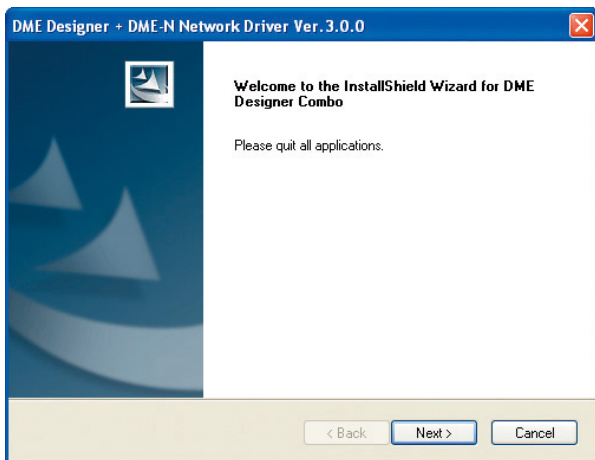 DME Designer + DME-N Network Driver Ver.3.0.0
Welcome to the InstallShield Wizard for DME
Designer Combo
Please quit all applications.
< Back
Next >
Cancel